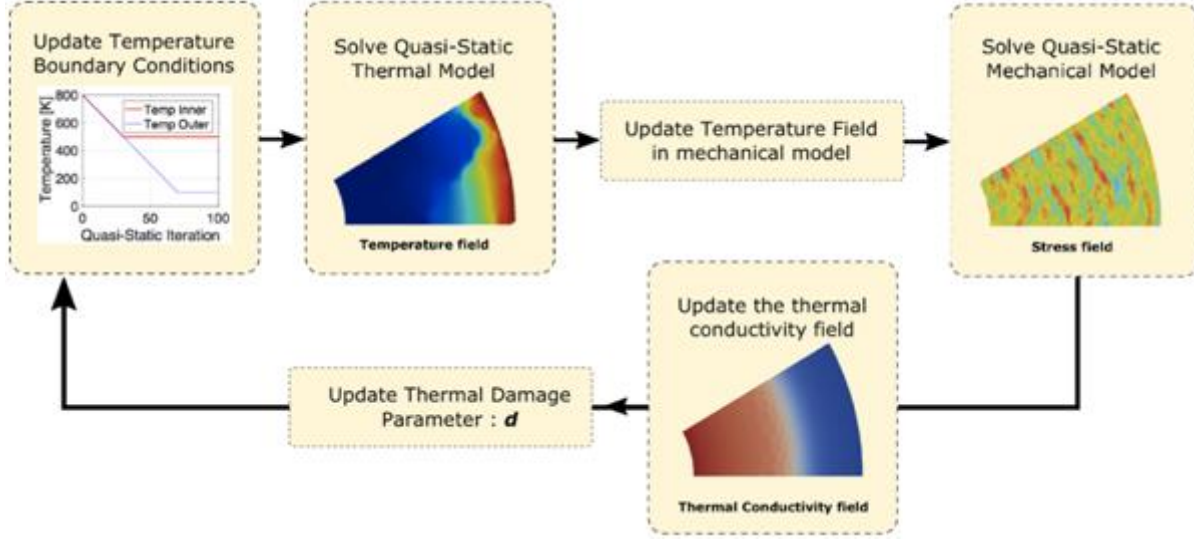 Update Temperature
Boundary Conditions
Temperature [K]
800
600
400
200
0
Temp Inner
Temp Outer
0
50
100
Quasi-Static Iteration
Solve Quasi-Static
Thermal Model
Temperature field
Update Temperature Field
in mechanical model
Solve Quasi-Static
Mechanical Model
Stress field
Update the thermal
conductivity field
Thermal Conductivity field
Update Thermal Damage
Parameter : d